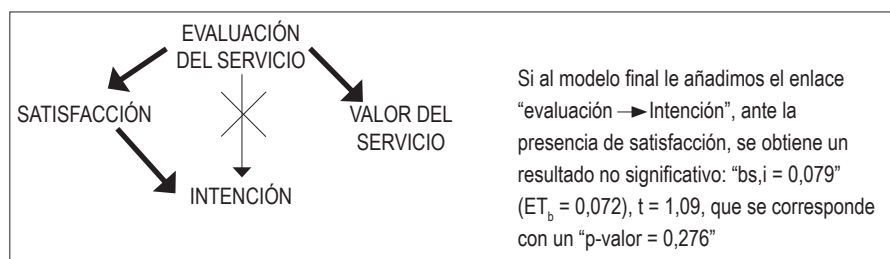 EVALUACIÓN
DEL SERVICIO
SATISFACCIÓN
VALOR DEL
SERVICIO
INTENCIÓN
Si al modelo final le añadimos el enlace
“evaluación → Intención”, ante la
presencia de satisfacción, se obtiene un
resultado no significativo: “bs,i = 0,079”
(ET_b = 0,072), t = 1,09, que se corresponde
con un “p-valor = 0,276”